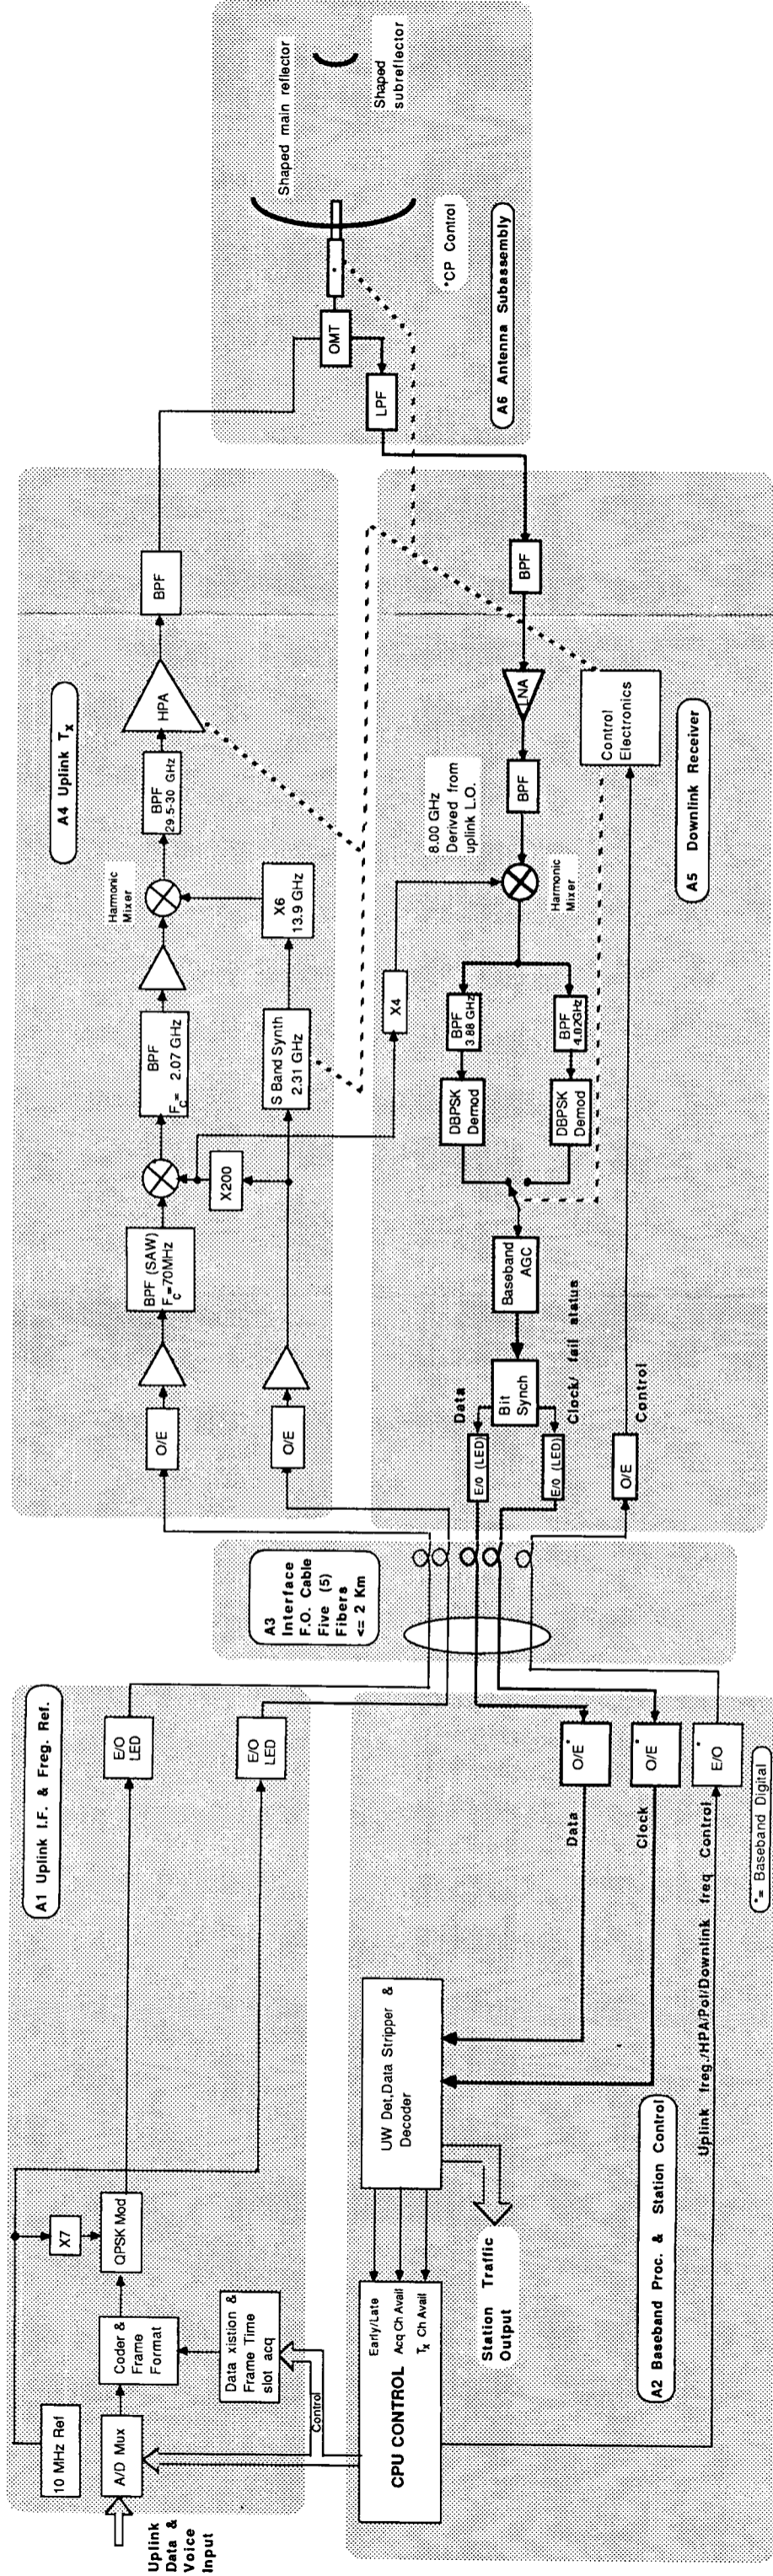 A1 Uplink I.F. & Freg. Ref.
10 MHz Ref
X7
Uplink
Data &
Voice
Input
A/D Mux
Coder &
Frame
Format
QPSK Mod
Data xistion &
Frame Time
slot acq
Control
E/O
LED
E/O
LED
CPU CONTROL
Early/Late
Acq Ch Avail
Tx Ch Avail
UW Det,Data Stripper &
Decoder
Station Traffic
Output
Data
Clock
O/E*
O/E*
E/O*
Uplink freg./HPA/Pol/Downlink freq Control
A2 Baseband Proc. & Station Control
*= Baseband Digital
A3
Interface
F.O. Cable
Five (5)
Fibers
<= 2 Km
A4 Uplink Tx
O/E
BPF (SAW)
FC=70MHz
X200
BPF
FC= 2.07 GHz
Harmonic
Mixer
BPF
29.5-30 GHz
HPA
BPF
O/E
S Band Synth
2.31 GHz
X6
13.9 GHz
X4
8.00 GHz
Derived from
uplink L.O.
E/0 (LED)
Data
E/0 (LED)
Clock/ fail status
Bit
Synch
Baseband
AGC
DBPSK
Demod
DBPSK
Demod
BPF
3.88 GHz
BPF
4.02GHz
Harmonic
Mixer
BPF
LNA
BPF
O/E
Control
Control
Electronics
A5 Downlink Receiver
OMT
LPF
Shaped main reflector
Shaped
subreflector
*
*CP Control
A6 Antenna Subassembly